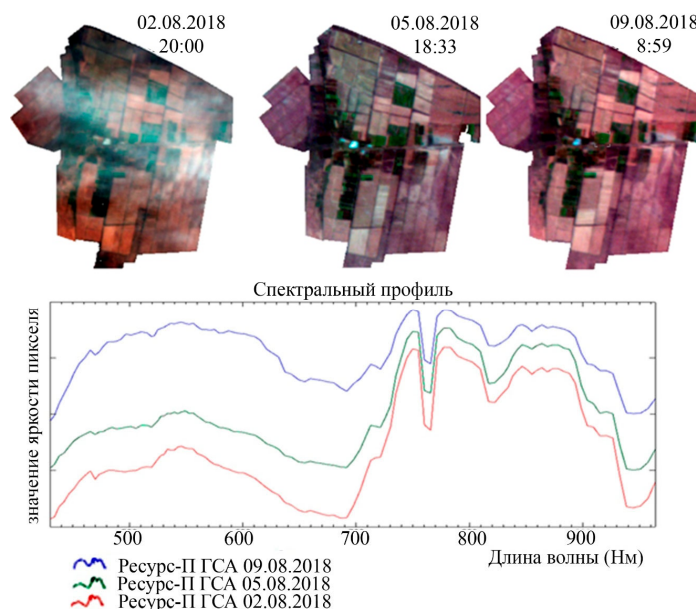 02.08.2018
20:00
05.08.2018
18:33
09.08.2018
8:59
Спектральный профиль
значение яркости пикселя
500
600
700
800
900
Длина волны (Нм)
Ресурс-П ГСА 09.08.2018
Ресурс-П ГСА 05.08.2018
Ресурс-П ГСА 02.08.2018